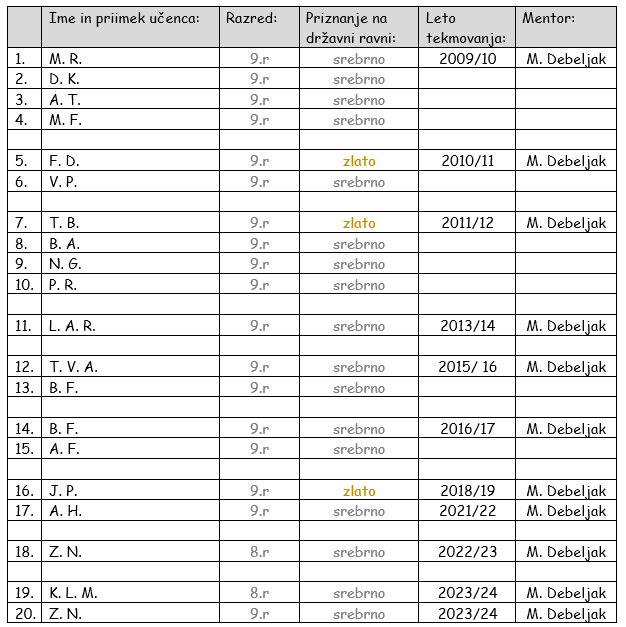 Ime in priimek učenca: Razred: Priznanje na državni ravni: Leto tekmovanja: Mentor:
1. M. R. 9.r srebrno 2009/10 M. Debeljak
2. D. K. 9.r srebrno
3. A. T. 9.r srebrno
4. M. F. 9.r srebrno
5. F. D. 9.r zlato 2010/11 M. Debeljak
6. V. P. 9.r srebrno
7. T. B. 9.r zlato 2011/12 M. Debeljak
8. B. A. 9.r srebrno
9. N. G. 9.r srebrno
10. P. R. 9.r srebrno
11. L. A. R. 9.r srebrno 2013/14 M. Debeljak
12. T. V. A. 9.r srebrno 2015/ 16 M. Debeljak
13. B. F. 9.r srebrno
14. B. F. 9.r srebrno 2016/17 M. Debeljak
15. A. F. 9.r srebrno
16. J. P. 9.r zlato 2018/19 M. Debeljak
17. A. H. 9.r srebrno 2021/22 M. Debeljak
18. Z. N. 8.r srebrno 2022/23 M. Debeljak
19. K. L. M. 8.r srebrno 2023/24 M. Debeljak
20. Z. N. 9.r srebrno 2023/24 M. Debeljak